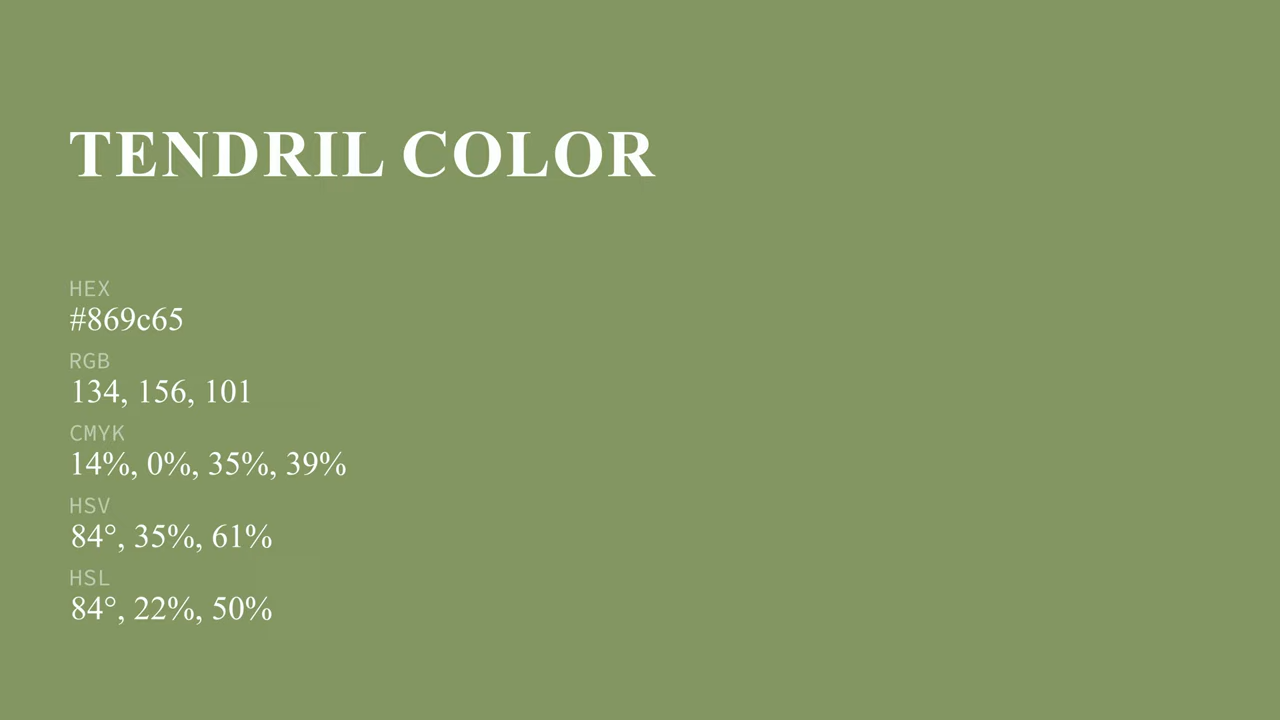 TENDRIL COLOR
HEX
#869c65
RGB
134, 156, 101
CMYK
14%, 0%, 35%, 39%
HSV
84°, 35%, 61%
HSL
84°, 22%, 50%